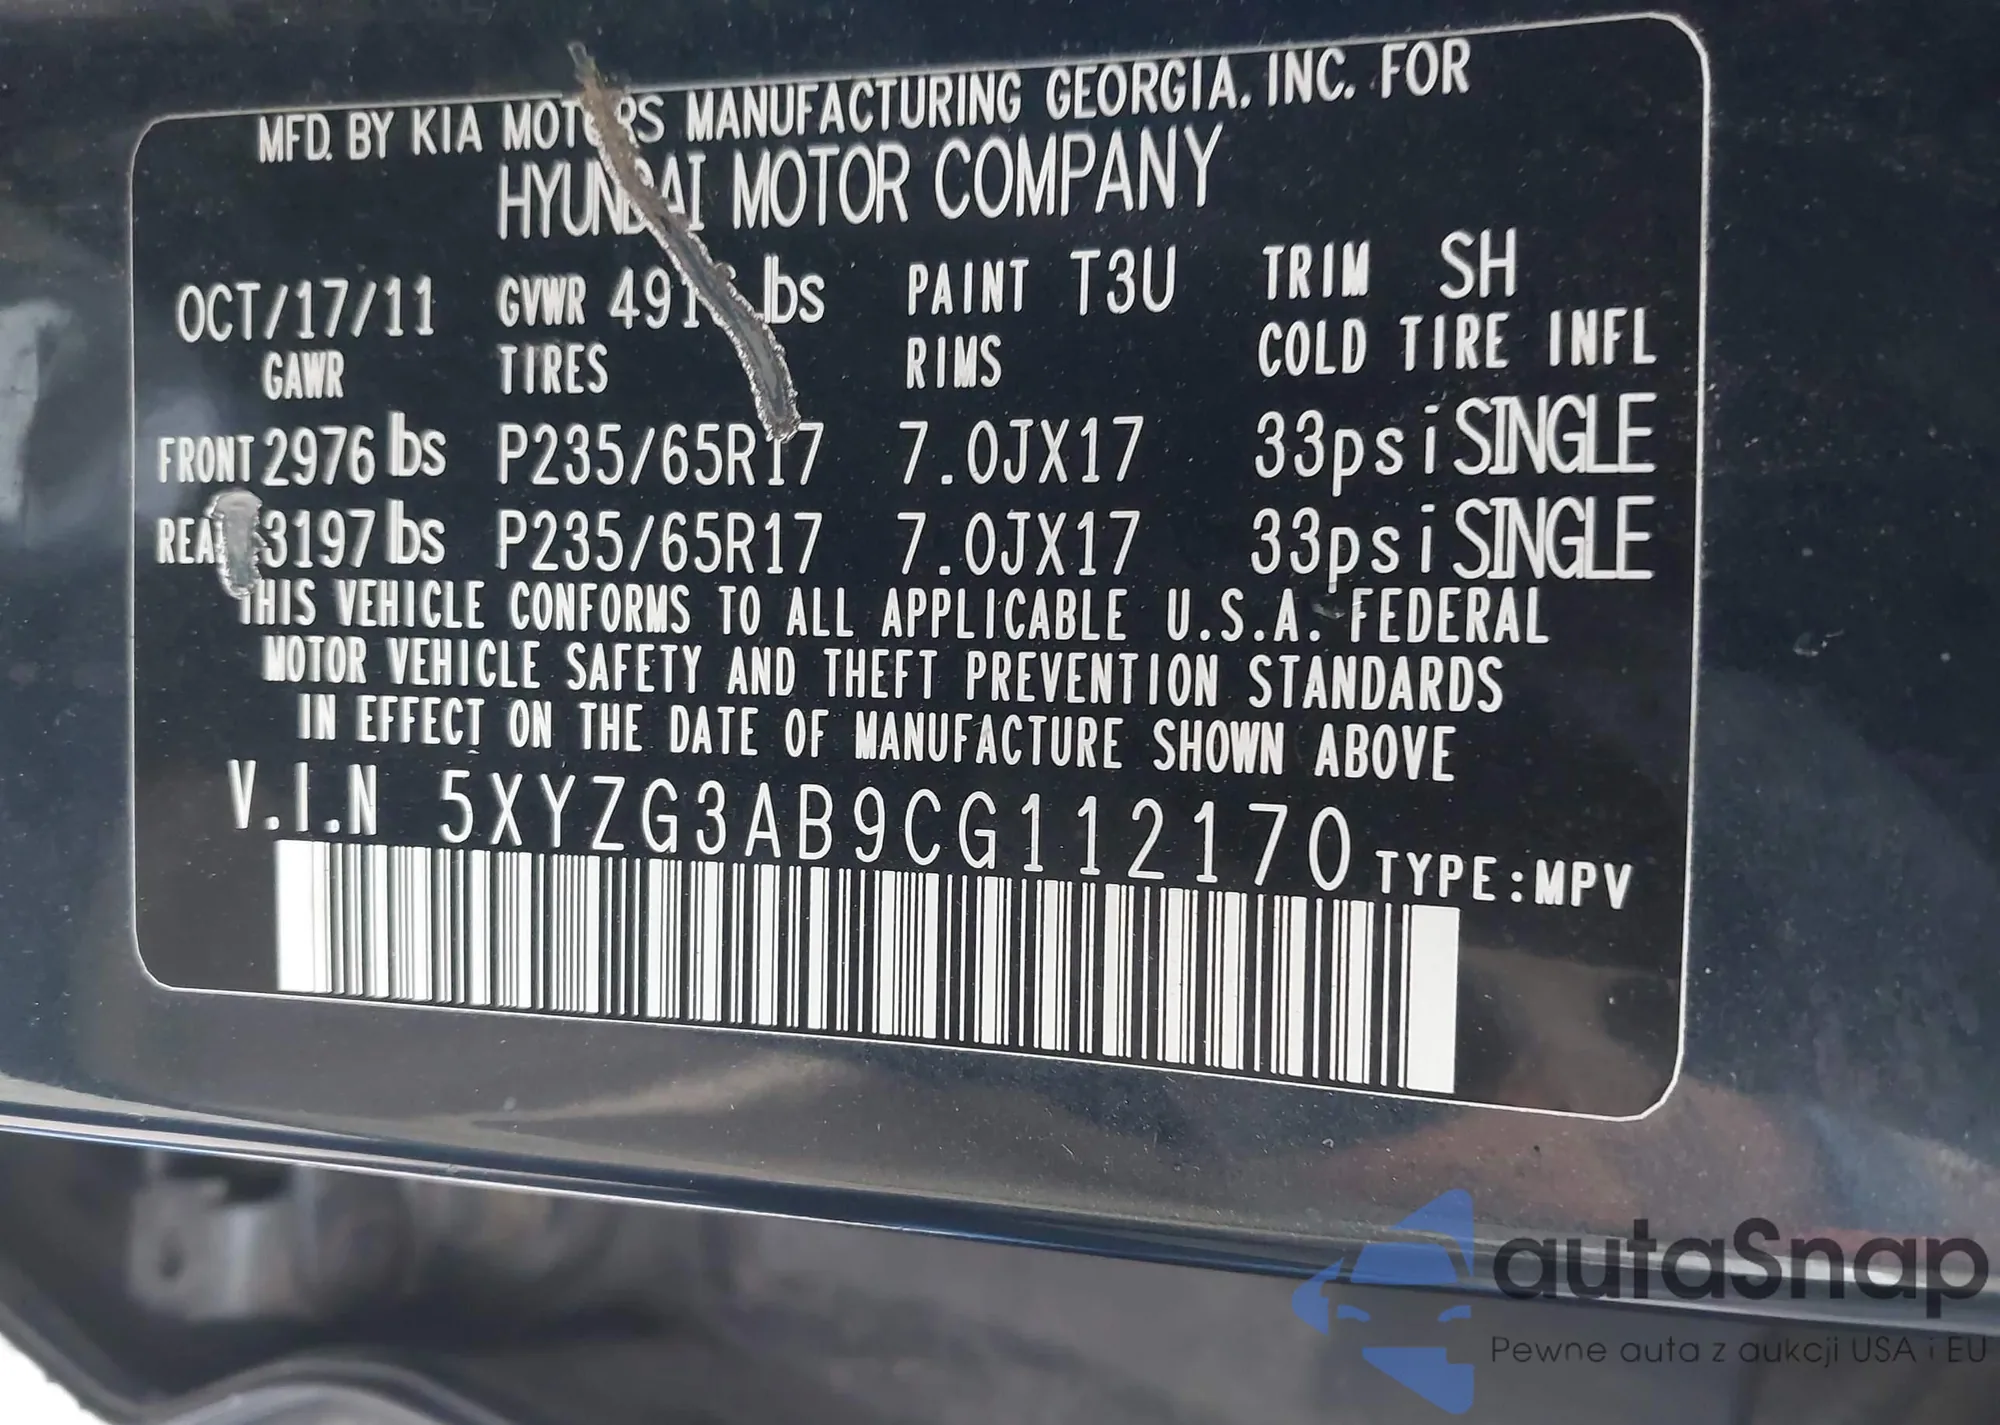 MFD. BY KIA MOTORS MANUFACTURING GEORGIA, INC. FOR
HYUNDAI MOTOR COMPANY
OCT/17/11 GVWR lbs PAINT T3U TRIM SH
GAWR TIRES RIMS COLD TIRE INFL
FRONT 2976 lbs P235/65R17 7.0JX17 33psi SINGLE
REAR 3197 lbs P235/65R17 7.0JX17 33psi SINGLE
THIS VEHICLE CONFORMS TO ALL APPLICABLE U.S.A. FEDERAL
MOTOR VEHICLE SAFETY AND THEFT PREVENTION STANDARDS
IN EFFECT ON THE DATE OF MANUFACTURE SHOWN ABOVE
V.I.N 5XYZG3AB9CG112170 TYPE:MPV
autaSnap
Pewne auta z aukcji USA i EU